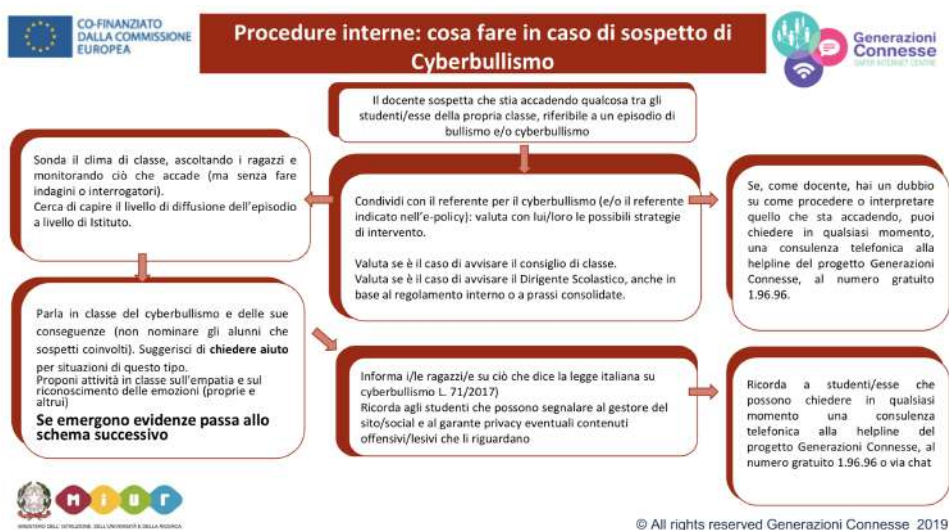 CO-FINANZIATO
DALLA COMMISSIONE
EUROPEA
Procedure interne: cosa fare in caso di sospetto di
Cyberbullismo
Generazioni
Connesse
SAFER INTERNET CENTRE
Il docente sospetta che stia accadendo qualcosa tra gli
studenti/esse della propria classe, riferibile a un episodio di
bullismo e/o cyberbullismo
Sonda il clima di classe, ascoltando i ragazzi e
monitorando ciò che accade (ma senza fare
indagini o interrogatori).
Cerca di capire il livello di diffusione dell'episodio
a livello di Istituto.
Condividi con il referente per il cyberbullismo (e/o il referente
indicato nell'e-policy): valuta con lui/loro le possibili strategie
di intervento.
Valuta se è il caso di avvisare il consiglio di classe.
Valuta se è il caso di avvisare il Dirigente Scolastico, anche in
base al regolamento interno o a prassi consolidate.
Se, come docente, hai un dubbio
su come procedere o interpretare
quello che sta accadendo, puoi
chiedere in qualsiasi momento,
una consulenza telefonica alla
helpline del progetto Generazioni
Connesse, al numero gratuito
1.96.96.
Parla in classe del cyberbullismo e delle sue
conseguenze (non nominare gli alunni che
sospetti coinvolti). Suggerisci di chiedere aiuto
per situazioni di questo tipo.
Proponi attività in classe sull'empatia e sul
riconoscimento delle emozioni (proprie e
altrui)
Se emergono evidenze passa allo
schema successivo
Informa i/le ragazzi/e su ciò che dice la legge italiana su
cyberbullismo L. 71/2017)
Ricorda agli studenti che possono segnalare al gestore del
sito/social e al garante privacy eventuali contenuti
offensivi/lesivi che li riguardano
Ricorda a studenti/esse che
possono chiedere in qualsiasi
momento una consulenza
telefonica alla helpline del
progetto Generazioni Connesse, al
numero gratuito 1.96.96 o via chat
M I U R
MINISTERO DELL'ISTRUZIONE, DELL'UNIVERSITÀ E DELLA RICERCA
© All rights reserved Generazioni Connesse 2019